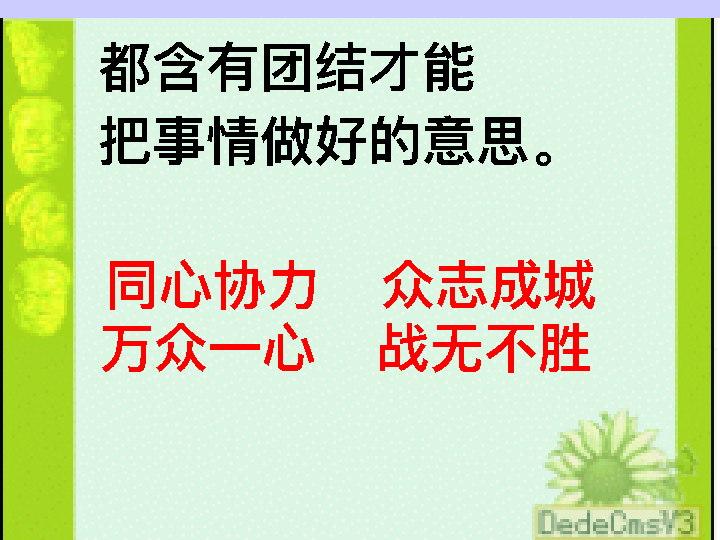 都含有团结才能
把事情做好的意思。
同心协力 众志成城
万众一心 战无不胜
DedeCmsV3